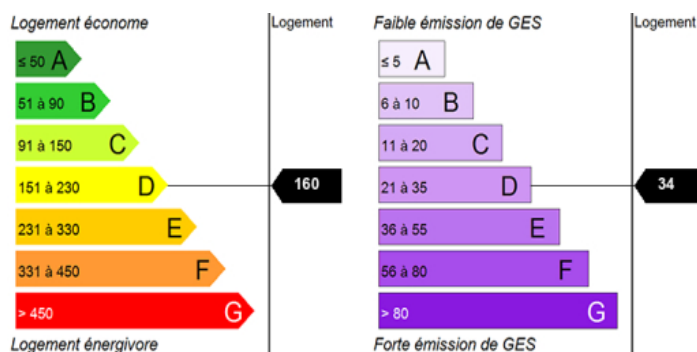 Logement économe
Logement
≤ 50 A
51 à 90 B
91 à 150 C
151 à 230 D
160
231 à 330 E
331 à 450 F
> 450 G
Logement énergivore
Faible émission de GES
Logement
≤ 5 A
6 à 10 B
11 à 20 C
21 à 35 D
34
36 à 55 E
56 à 80 F
> 80 G
Forte émission de GES